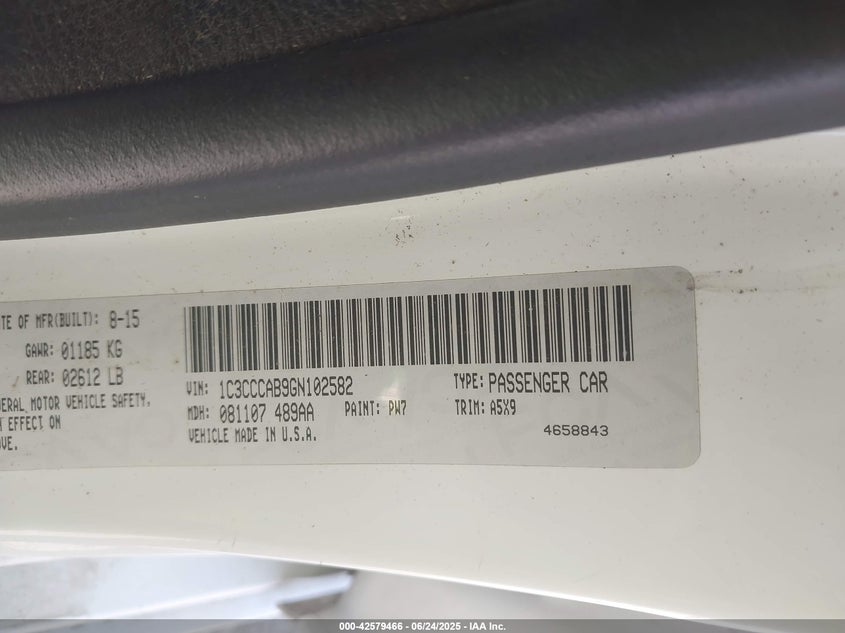 TE OF MFR(BUILT): 8-15
GAWR: 01185 KG
REAR: 02612 LB
ERAL MOTOR VEHICLE SAFETY,
EFFECT ON
VE.
VIN: 1C3CCCAB9GN102582
TYPE: PASSENGER CAR
MDH: 081107 489AA
PAINT: PW7
TRIM: A5X9
VEHICLE MADE IN U.S.A.
4658843
000-42579466 - 06/24/2025 - IAA Inc.